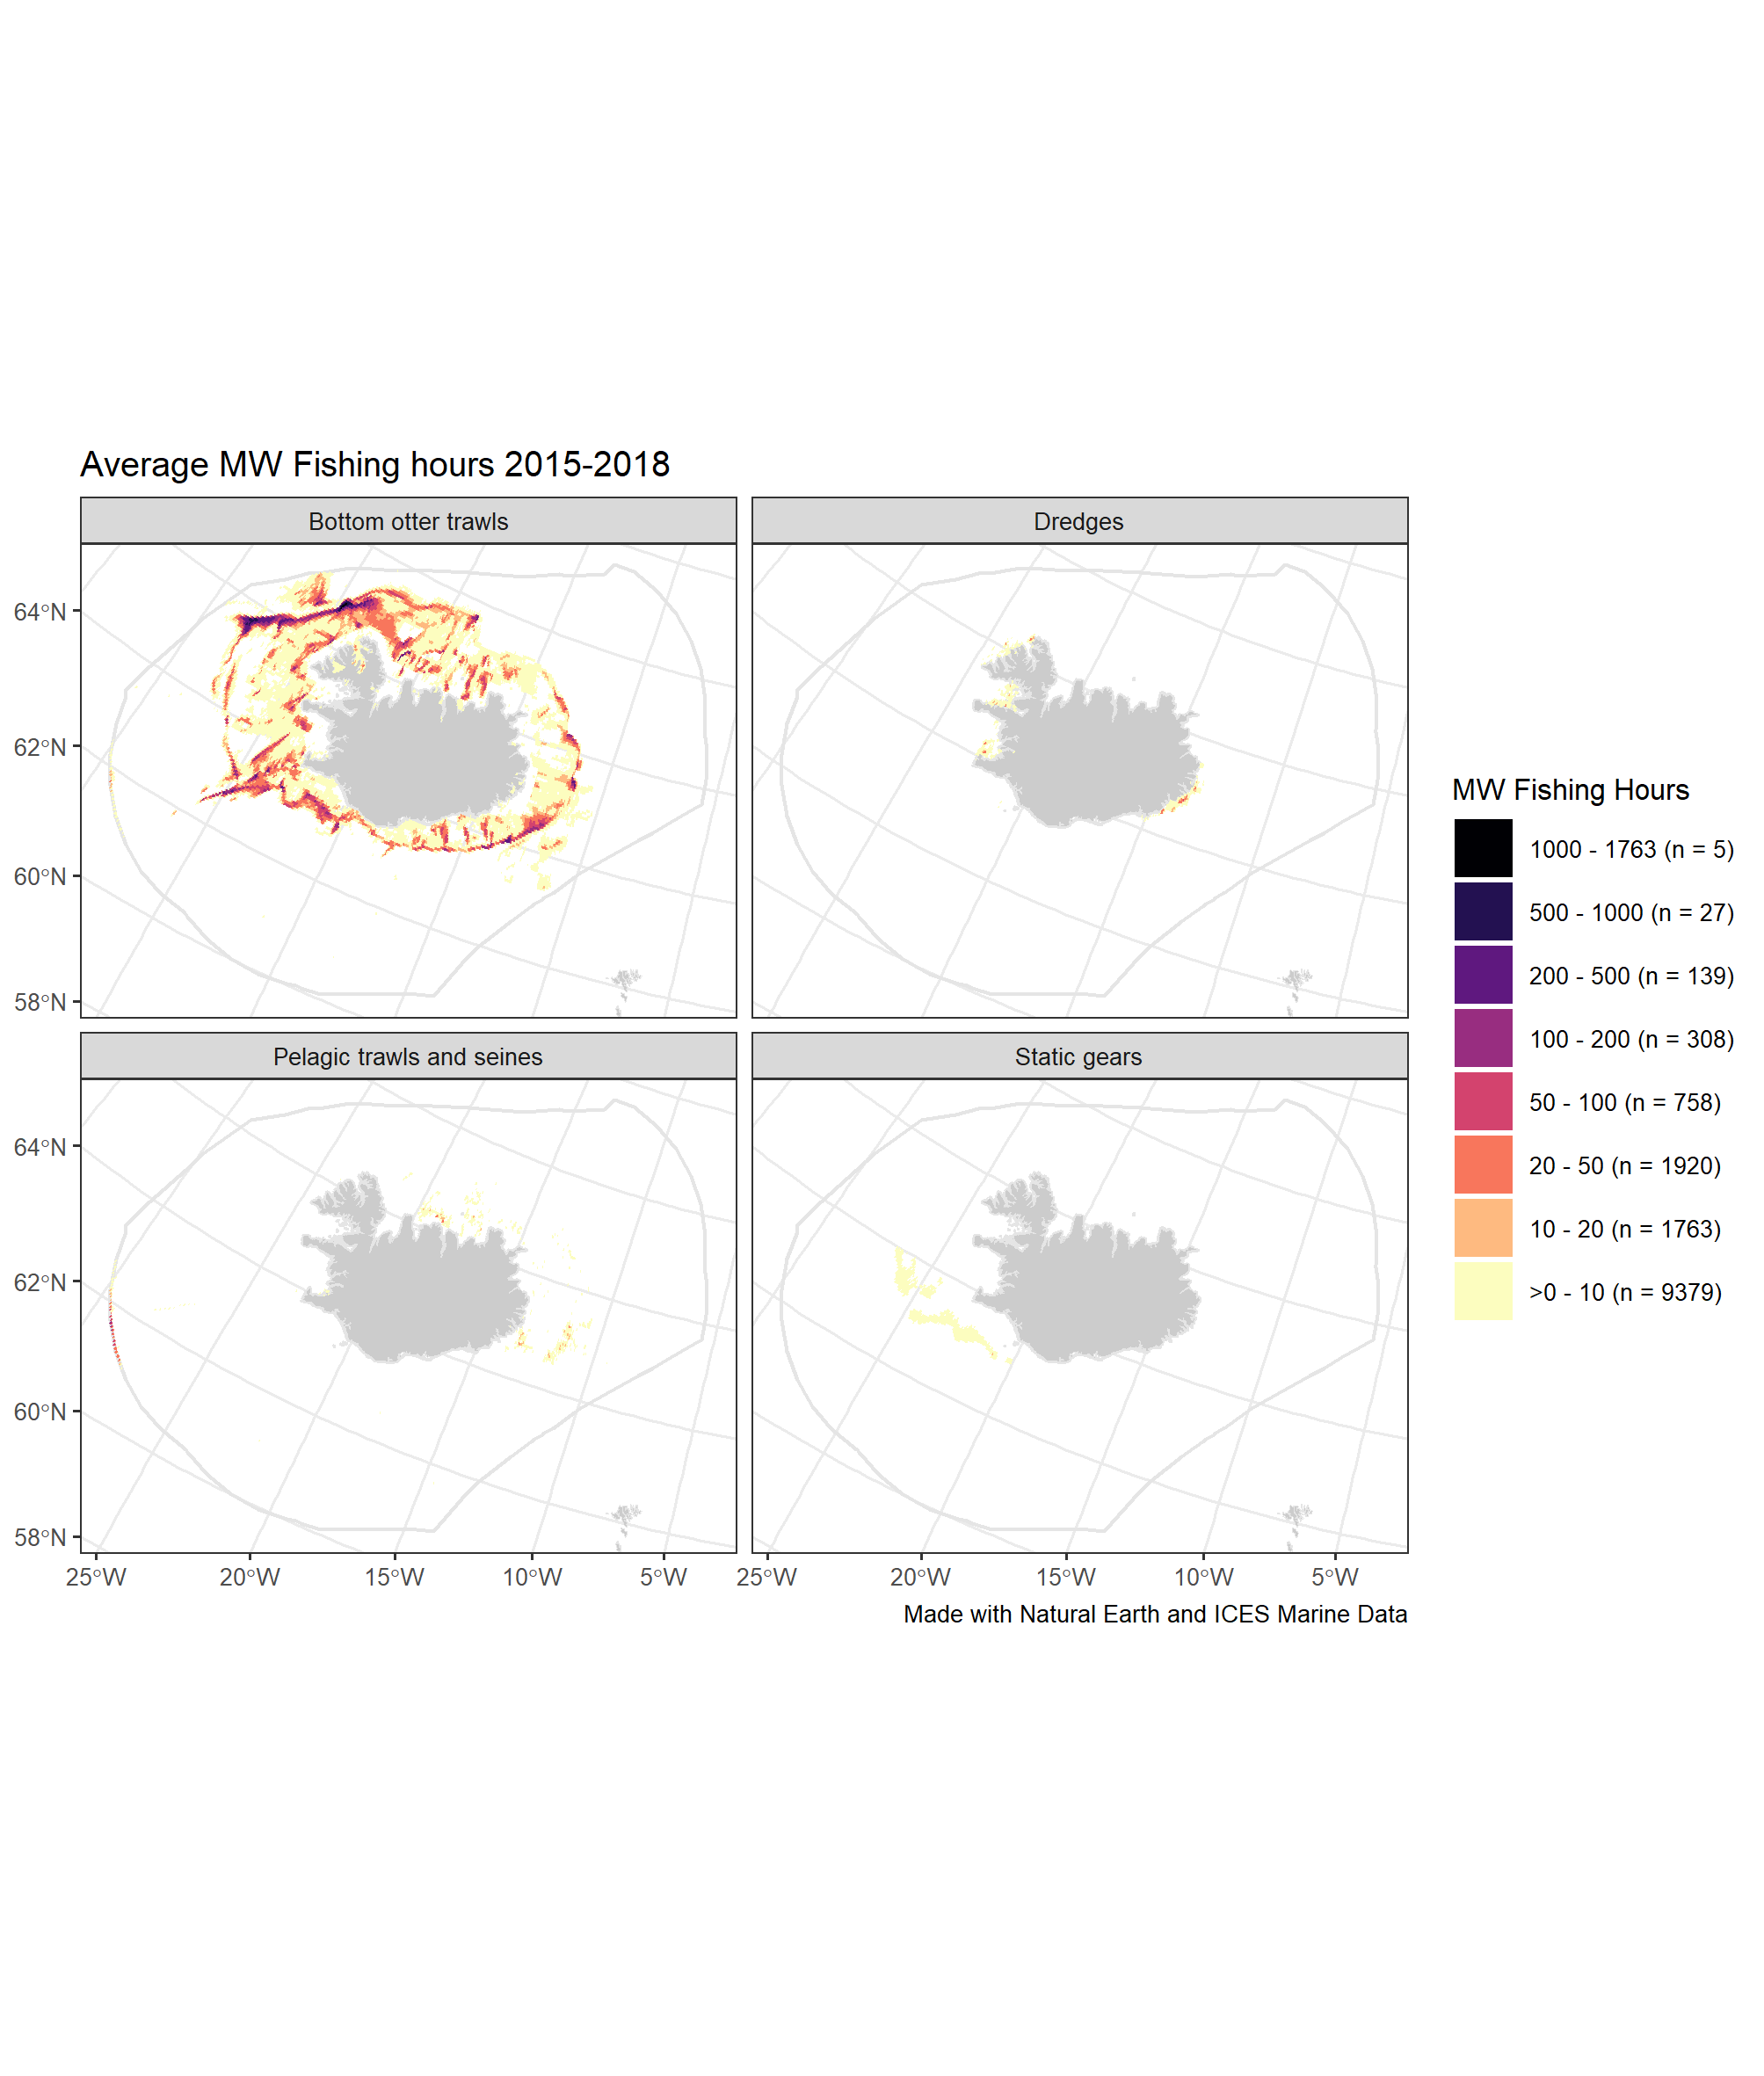 Average MW Fishing hours 2015-2018
Bottom otter trawls
Dredges
64°N
62°N
60°N
58°N
Pelagic trawls and seines
Static gears
64°N
62°N
60°N
58°N
25°W 20°W 15°W 10°W 5°W 25°W 20°W 15°W 10°W 5°W
Made with Natural Earth and ICES Marine Data
MW Fishing Hours
1000 - 1763 (n = 5)
500 - 1000 (n = 27)
200 - 500 (n = 139)
100 - 200 (n = 308)
50 - 100 (n = 758)
20 - 50 (n = 1920)
10 - 20 (n = 1763)
>0 - 10 (n = 9379)